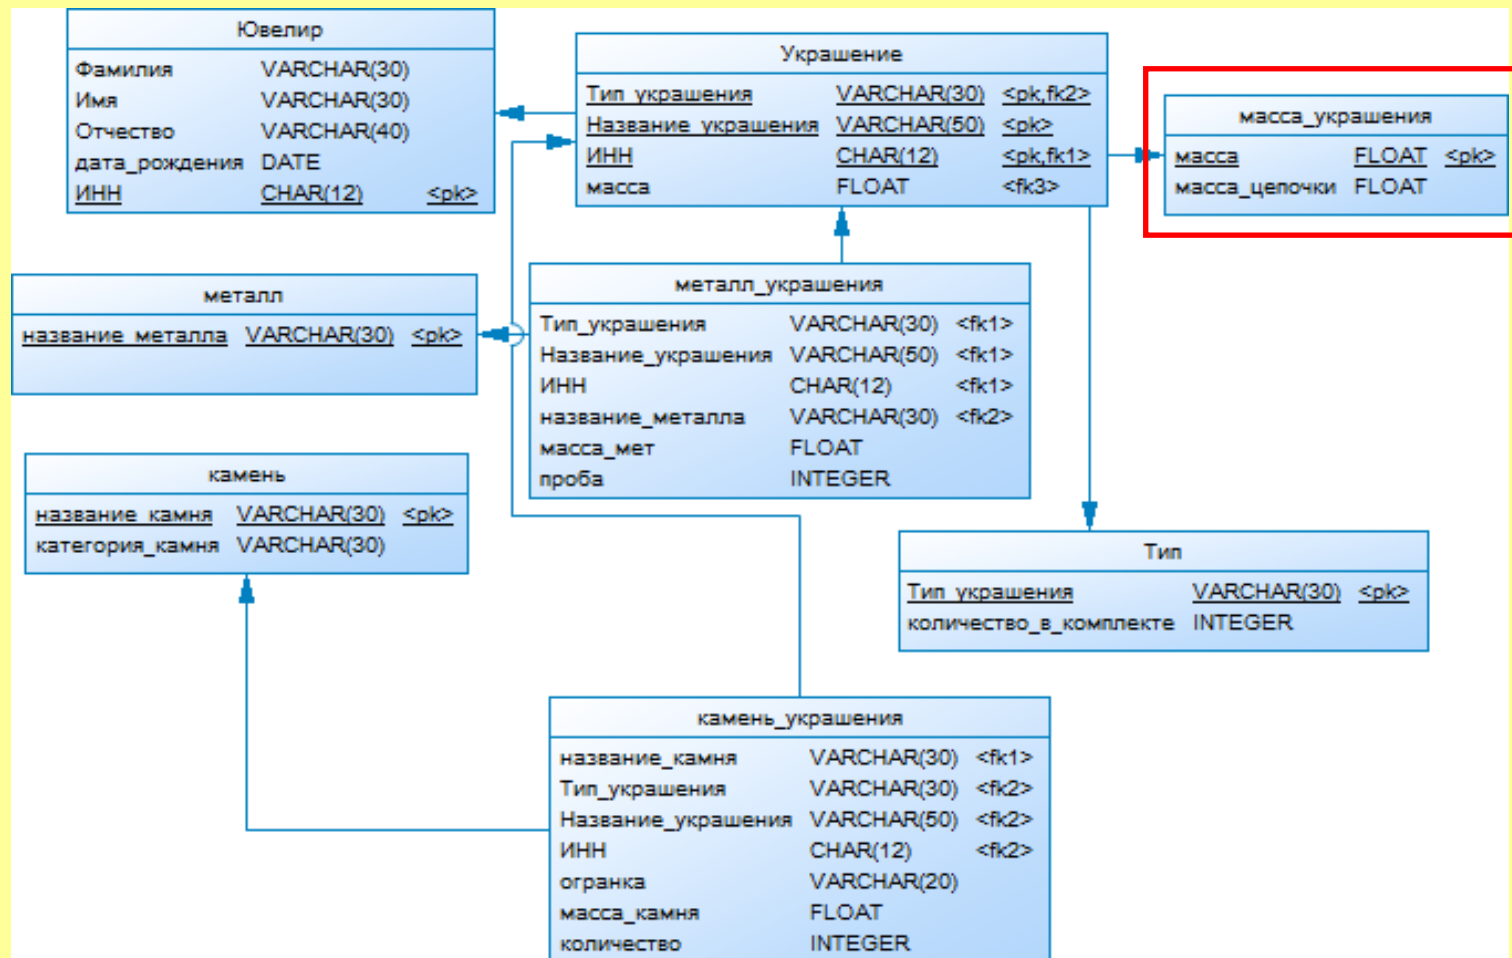 Ювелир
Фамилия VARCHAR(30)
Имя VARCHAR(30)
Отчество VARCHAR(40)
дата_рождения DATE
ИНН CHAR(12) <pk>
Украшение
Тип_украшения VARCHAR(30) <pk,fk2>
Название_украшения VARCHAR(50) <pk>
ИНН CHAR(12) <pk,fk1>
масса FLOAT <fk3>
масса_украшения
масса FLOAT <pk>
масса_цепочки FLOAT
металл
название_металла VARCHAR(30) <pk>
металл_украшения
Тип_украшения VARCHAR(30) <fk1>
Название_украшения VARCHAR(50) <fk1>
ИНН CHAR(12) <fk1>
название_металла VARCHAR(30) <fk2>
масса_мет FLOAT
проба INTEGER
камень
название_камня VARCHAR(30) <pk>
категория_камня VARCHAR(30)
Тип
Тип_украшения VARCHAR(30) <pk>
количество_в_комплекте INTEGER
камень_украшения
название_камня VARCHAR(30) <fk1>
Тип_украшения VARCHAR(30) <fk2>
Название_украшения VARCHAR(50) <fk2>
ИНН CHAR(12) <fk2>
огранка VARCHAR(20)
масса_камня FLOAT
количество INTEGER